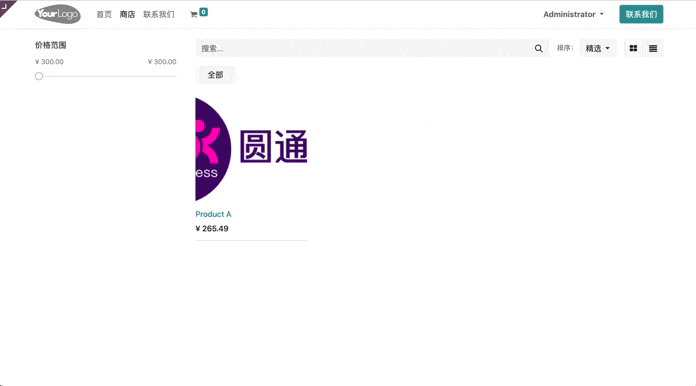 YourLogo 首页 商店 联系我们 0 Administrator 联系我们
价格范围
¥ 300.00 ¥ 300.00
搜索... 排序: 精选
全部
ess 圆通
Product A
¥ 265.49